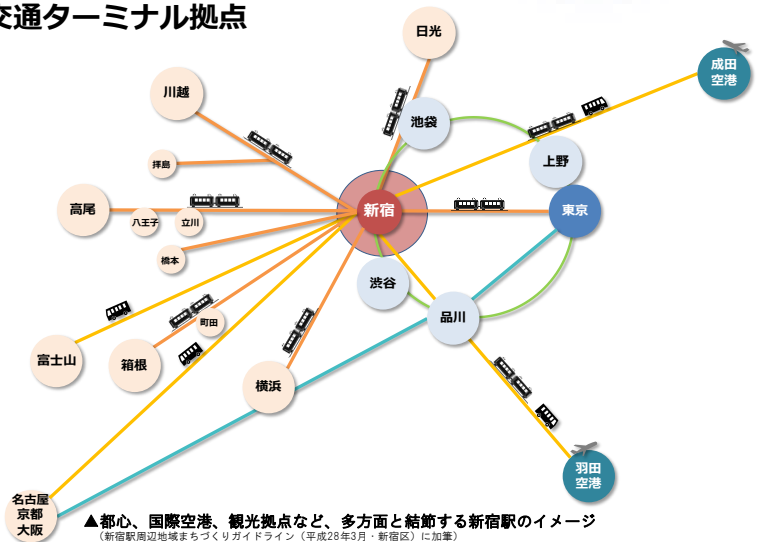 交通ターミナル拠点
日光
成田
空港
川越
池袋
上野
拝島
高尾
八王子
立川
新宿
東京
橋本
渋谷
品川
町田
富士山
箱根
横浜
羽田
空港
名古屋
京都
大阪
▲都心、国際空港、観光拠点など、多方面と結節する新宿駅のイメージ
(新宿駅周辺地域まちづくりガイドライン（平成28年3月・新宿区）に加筆)